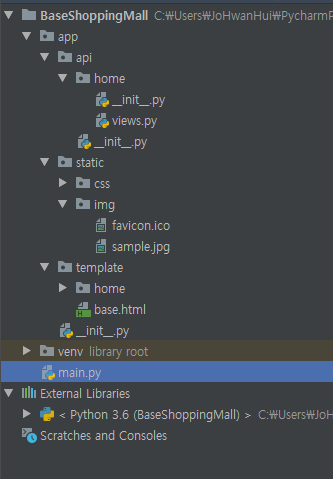 BaseShoppingMall C:￦Users￦JoHwanHui￦PycharmP
app
api
home
__init__.py
views.py
__init__.py
static
css
img
favicon.ico
sample.jpg
template
home
base.html
__init__.py
venv library root
main.py
External Libraries
< Python 3.6 (BaseShoppingMall) > C:￦Users￦JoH
Scratches and Consoles